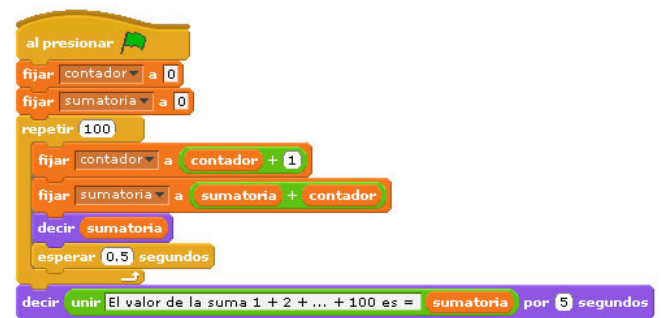 al presionar
fijar contador a 0
fijar sumatoria a 0
repetir 100
fijar contador a contador + 1
fijar sumatoria a sumatoria + contador
decir sumatoria
esperar 0.5 segundos
decir unir El valor de la suma 1 + 2 + ... + 100 es = sumatoria por 5 segundos